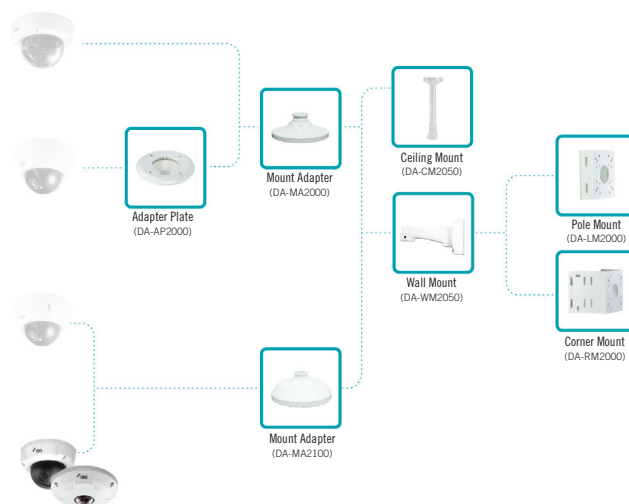 Adapter Plate
(DA-AP2000)
Mount Adapter
(DA-MA2000)
Ceiling Mount
(DA-CM2050)
Wall Mount
(DA-WM2050)
Pole Mount
(DA-LM2000)
Corner Mount
(DA-RM2000)
Mount Adapter
(DA-MA2100)